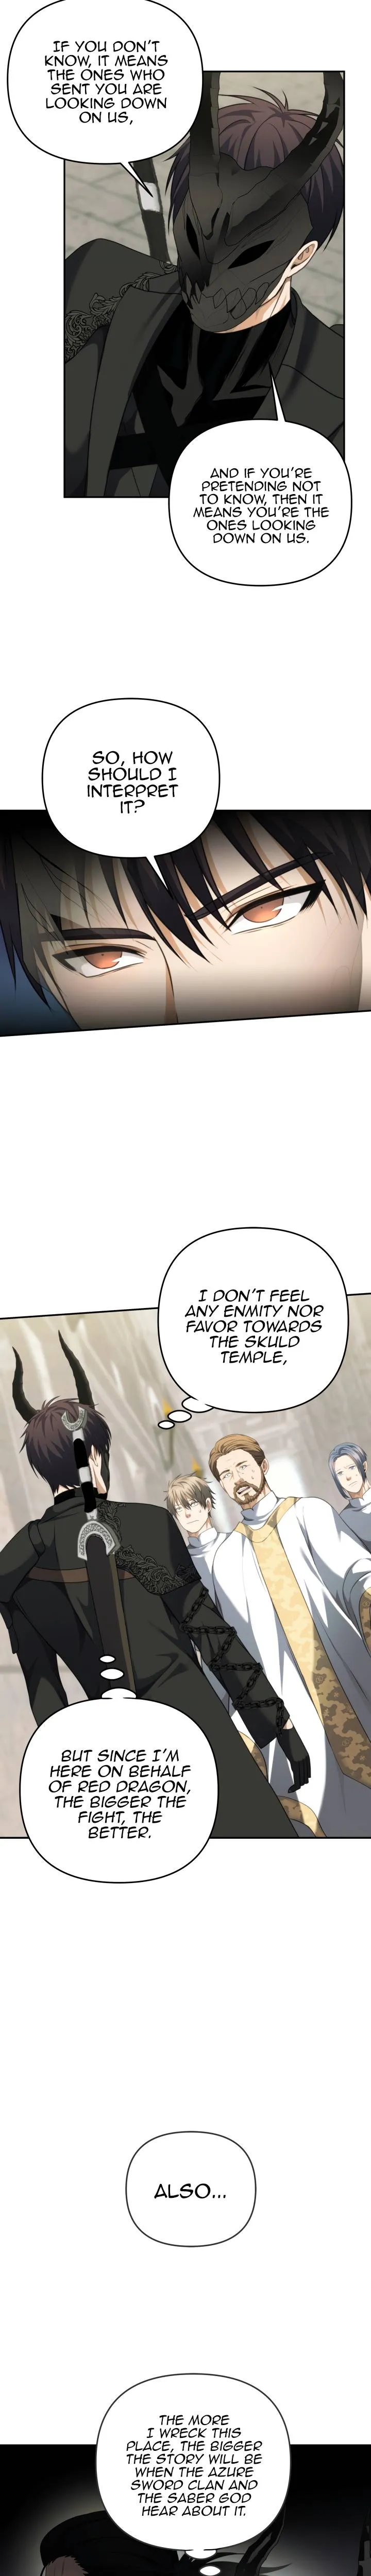 IF YOU DON'T
KNOW, IT MEANS
THE ONES WHO
SENT YOU ARE
LOOKING DOWN
ON US,
AND IF YOU'RE
PRETENDING NOT
TO KNOW, THEN IT
MEANS YOU'RE THE
ONES LOOKING
DOWN ON US.
SO, HOW
SHOULD I
INTERPRET
IT?
I DON'T FEEL
ANY ENMITY NOR
FAVOR TOWARDS
THE SKULD
TEMPLE,
BUT SINCE I'M
HERE ON BEHALF
OF RED DRAGON,
THE BIGGER THE
FIGHT, THE
BETTER.
ALSO...
THE MORE
I WRECK THIS
PLACE, THE BIGGER
THE STORY WILL BE
WHEN THE AZURE
SWORD CLAN AND
THE SABER GOD
HEAR ABOUT IT.